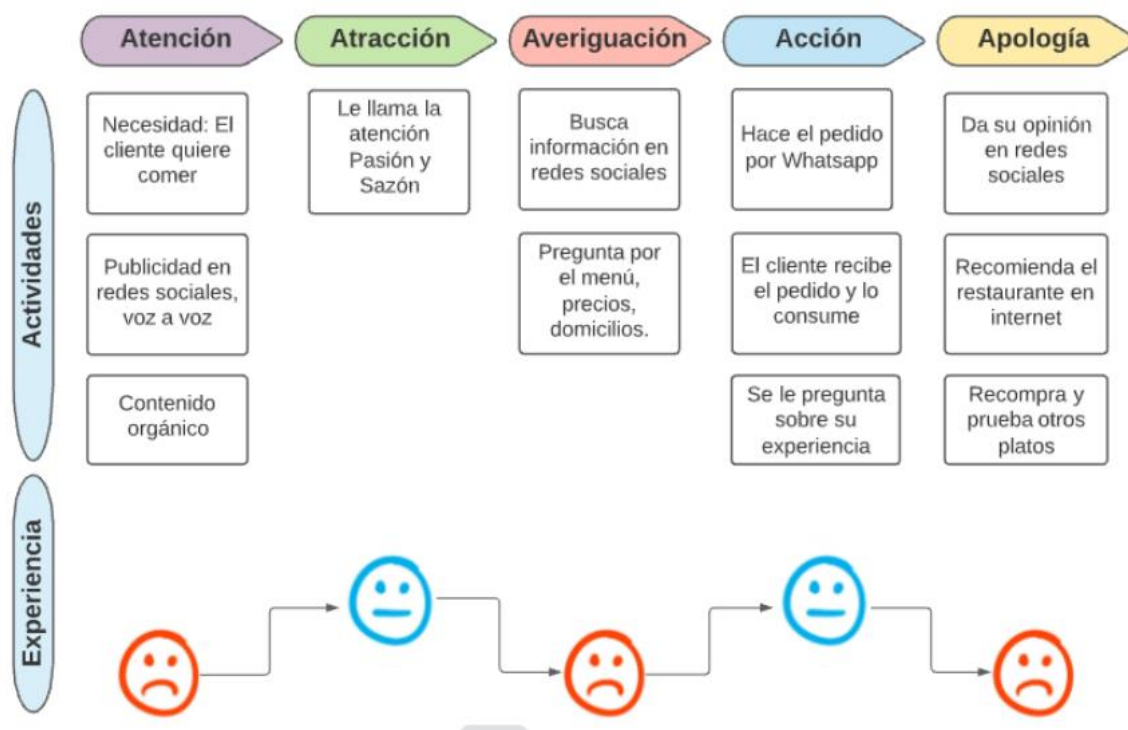 Atención
Atracción
Averiguación
Acción
Apología
Actividades
Necesidad: El
cliente quiere
comer
Le llama la
atención
Pasión y
Sazón
Busca
información en
redes sociales
Hace el pedido
por Whatsapp
Da su opinión
en redes
sociales
Publicidad en
redes sociales,
voz a voz
Pregunta por
el menú,
precios,
domicilios.
El cliente recibe
el pedido y lo
consume
Recomienda el
restaurante en
internet
Contenido
orgánico
Se le pregunta
sobre su
experiencia
Recompra y
prueba otros
platos
Experiencia